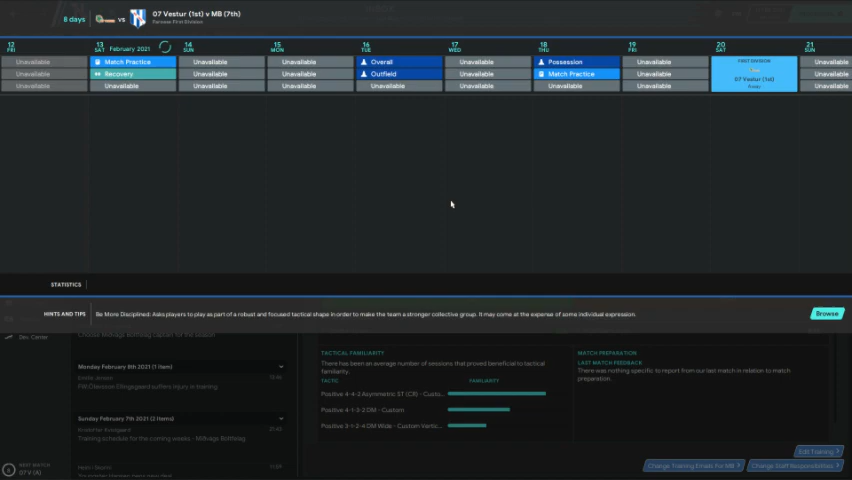 8 days
vs
07 Vestur (1st) v MB (7th)
Faroese First Division
12
FRI
13
SAT February 2021
14
SUN
15
MON
16
TUE
17
WED
18
THU
19
FRI
20
SAT
21
SUN
Unavailable Match Practice Unavailable Unavailable Overall Unavailable Possession Unavailable FIRST DIVISION Unavailable
Unavailable Recovery Unavailable Unavailable Outfield Unavailable Match Practice Unavailable 07 Vestur (1st) Unavailable
Unavailable Unavailable Unavailable Unavailable Unavailable Unavailable Unavailable Unavailable Away Unavailable
STATISTICS
HINTS AND TIPS
Be More Disciplined: Asks players to play as part of a robust and focused tactical shape in order to make the team a stronger collective group. It may come at the expense of some individual expression.
Browse
Dev. Center
captain for the season
Monday February 8th 2021 (1 item)
suffers injury in training
Sunday February 7th 2021 (2 items)
Training schedule for the coming weeks - Miðvágs Bóltfelag
TACTICAL FAMILIARITY
There has been an average number of sessions that proved beneficial to tactical
familiarity.
TACTIC FAMILIARITY
Positive 4-4-2 Asymmetric ST (CR) - Custo...
Positive 4-1-3-2 DM - Custom
Positive 3-1-2-4 DM Wide - Custom Vertic...
MATCH PREPARATION
LAST MATCH FEEDBACK
There was nothing specific to report from our last match in relation to match
preparation.
Edit Training
Change Training Emails for MB
Change Staff Responsibilities
NEXT MATCH
07 V (A)